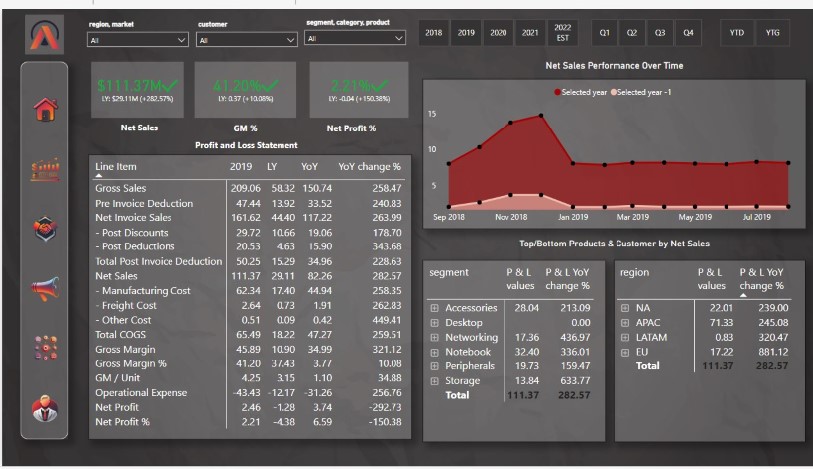 region, market
customer
segment, category, product
All
All
All
2018 2019 2020 2021 2022 EST Q1 Q2 Q3 Q4 YTD YTG
$111.37M
LY: $29.11M (+282.57%)
Net Sales
41.20%
LY: 0.37 (+10.08%)
GM %
2.21%
LY: -0.04 (+150.38%)
Net Profit %
Profit and Loss Statement
Line Item 2019 LY YoY YoY change %
Gross Sales 209.06 58.32 150.74 258.47
Pre Invoice Deduction 47.44 13.92 33.52 240.83
Net Invoice Sales 161.62 44.40 117.22 263.99
- Post Discounts 29.72 10.66 19.06 178.70
- Post Deductions 20.53 4.63 15.90 343.68
Total Post Invoice Deduction 50.25 15.29 34.96 228.63
Net Sales 111.37 29.11 82.26 282.57
- Manufacturing Cost 62.34 17.40 44.94 258.35
- Freight Cost 2.64 0.73 1.91 262.83
- Other Cost 0.51 0.09 0.42 449.41
Total COGS 65.49 18.22 47.27 259.51
Gross Margin 45.89 10.90 34.99 321.12
Gross Margin % 41.20 37.43 3.77 10.08
GM / Unit 4.25 3.15 1.10 34.88
Operational Expense -43.43 -12.17 -31.26 256.76
Net Profit 2.46 -1.28 3.74 -292.73
Net Profit % 2.21 -4.38 6.59 -150.38
Net Sales Perfornance Over Time
Selected year Selected year -1
15
10
5
Sep 2018 Nov 2018 Jan 2019 Mar 2019 May 2019 Jul 2019
Top/Bottom Products & Customer by Net Sales
segment P & L values P & L YoY change %
Accessories 28.04 213.09
Desktop 0.00
Networking 17.36 436.97
Notebook 32.40 336.01
Peripherals 19.73 159.47
Storage 13.84 633.77
Total 111.37 282.57
region P & L values P & L YoY change %
NA 22.01 239.00
APAC 71.33 245.08
LATAM 0.83 320.47
EU 17.22 881.12
Total 111.37 282.57